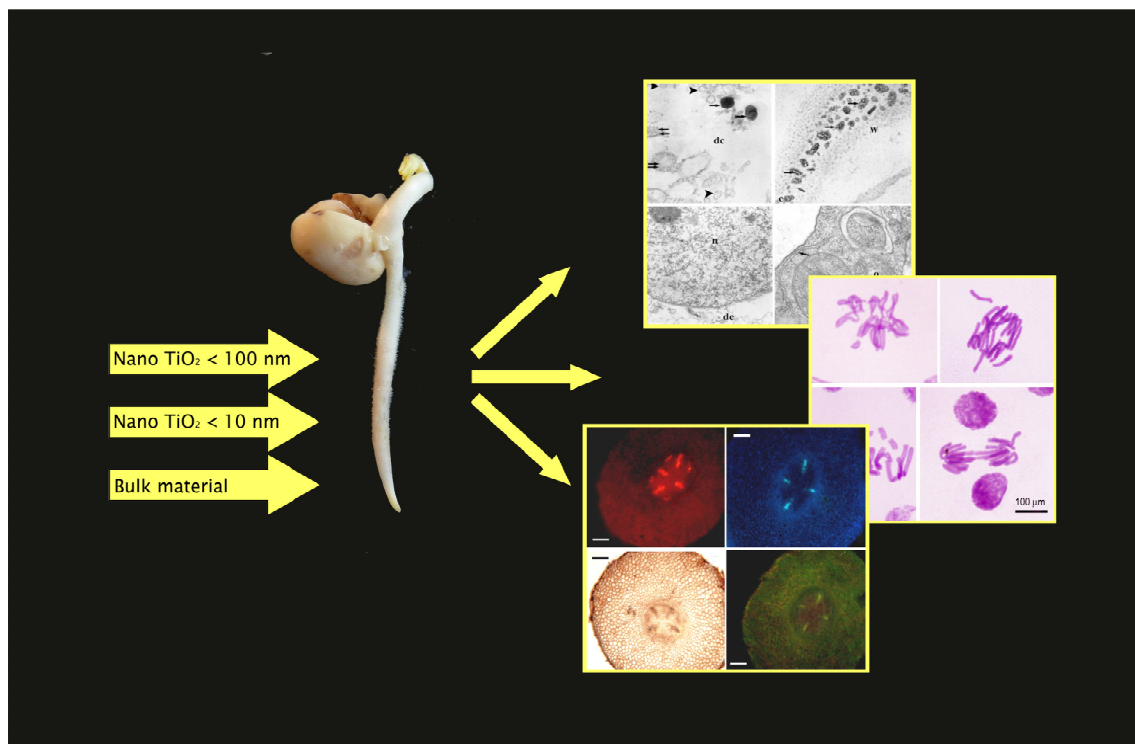 Nano TiO₂ < 100 nm
Nano TiO₂ < 10 nm
Bulk material
dc
w
c
n
dc
100 µm